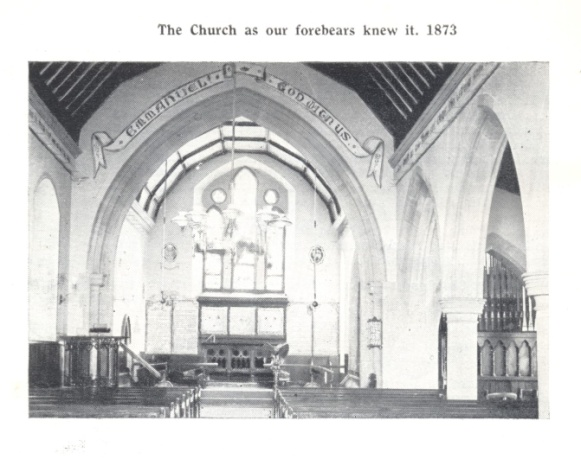 The Church as our forebears knew it. 1873
EMMANUEL GOD WITH US